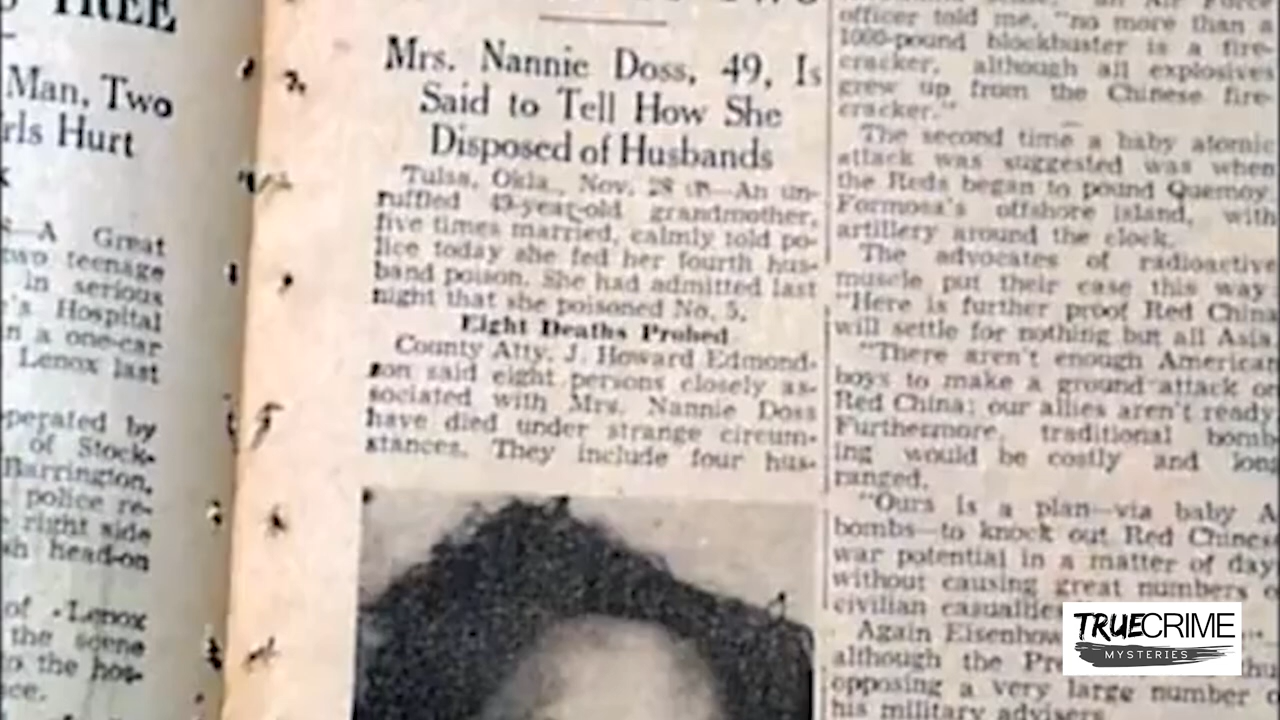 FREE
Man, Two
rls Hurt
A Great
two teenage
in serious
's Hospital
in a one-car
Lenox last
perated by
of Stock-
Barrington,
police re-
right side
head-on
of Lenox
the scene
to the hos-
ce.
TWO
Mrs. Nannie Doss, 49, Is
Said to Tell How She
Disposed of Husbands
Tulsa, Okla., Nov. 28 —An un-
ruffled 49-year-old grandmother,
five times married, calmly told po-
lice today she fed her fourth hus-
band poison. She had admitted last
night that she poisoned No. 5.
Eight Deaths Probed
County Atty. J. Howard Edmond-
son said eight persons closely as-
sociated with Mrs. Nannie Doss
have died under strange circum-
stances. They include four hus-
an Air Force
officer told me, "no more than a
1000-pound blockbuster is a fire-
cracker, although all explosives
grew up from the Chinese fire-
cracker."
The second time a baby atomic
attack was suggested was when
the Reds began to pound Quemoy,
Formosa's offshore island, with
artillery around the clock.
The advocates of radioactive
muscle put their case this way:
"Here is further proof Red China
will settle for nothing but all Asia.
"There aren't enough American
boys to make a ground attack on
Red China; our allies aren't ready.
Furthermore, traditional bomb-
ing would be costly and long
ranged.
"Ours is a plan—via baby A
bombs—to knock out Red Chinese
war potential in a matter of day
without causing great numbers o
civilian casualties
Again Eisenhow
although the Pre
opposing a very large number o
his military advisers
TRUECRIME
MYSTERIES